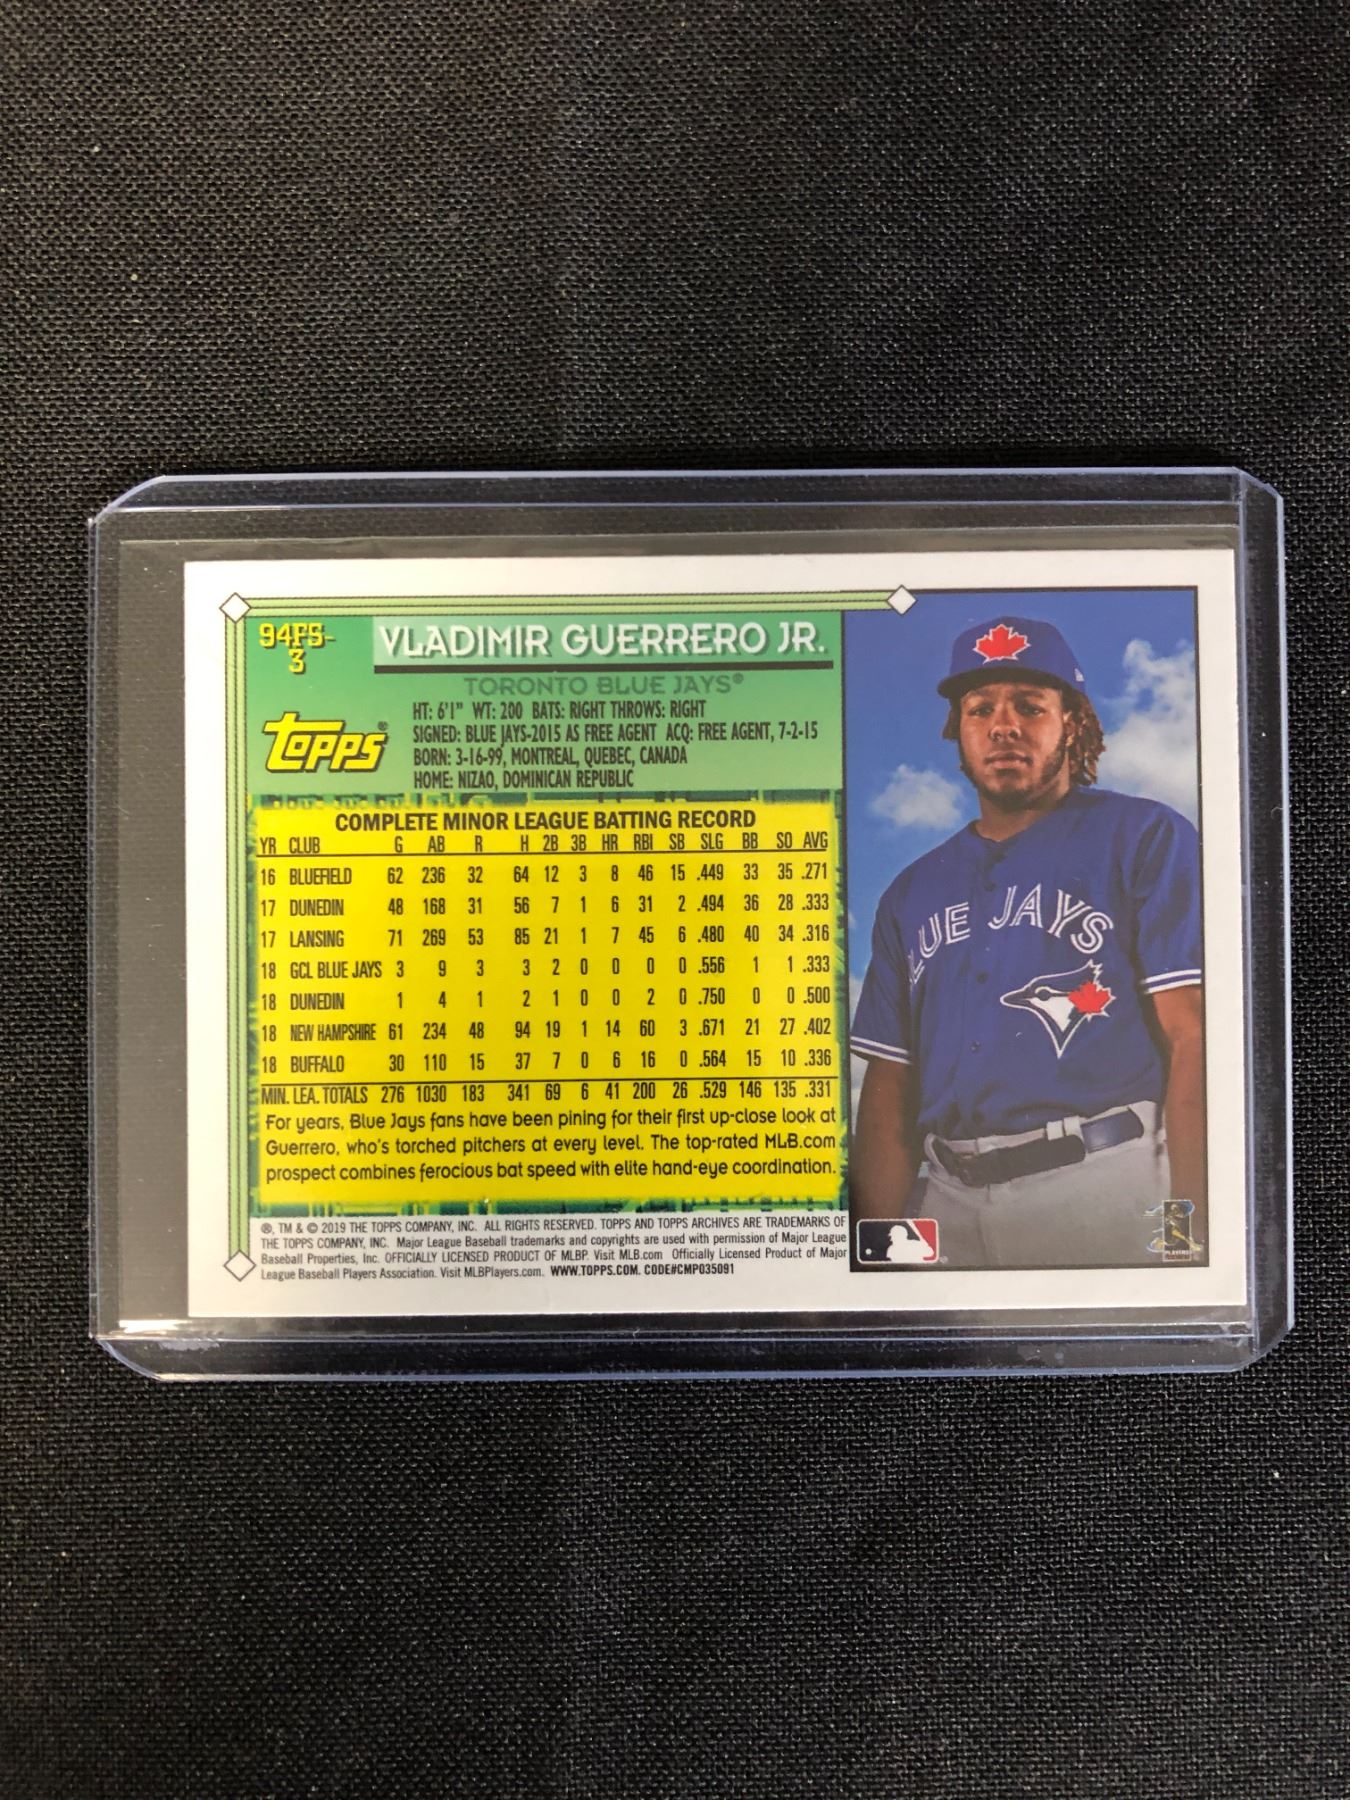 94FS-
3
VLADIMIR GUERRERO JR.
TORONTO BLUE JAYS®
Topps®
HT: 6'1" WT: 200 BATS: RIGHT THROWS: RIGHT
SIGNED: BLUE JAYS-2015 AS FREE AGENT ACQ: FREE AGENT, 7-2-15
BORN: 3-16-99, MONTREAL, QUEBEC, CANADA
HOME: NIZAO, DOMINICAN REPUBLIC
COMPLETE MINOR LEAGUE BATTING RECORD
YR CLUB G AB R H 2B 3B HR RBI SB SLG BB SO AVG
16 BLUEFIELD 62 236 32 64 12 3 8 46 15 .449 33 35 .271
17 DUNEDIN 48 168 31 56 7 1 6 31 2 .494 36 28 .333
17 LANSING 71 269 53 85 21 1 7 45 6 .480 40 34 .316
18 GCL BLUE JAYS 3 9 3 3 2 0 0 0 0 .556 1 1 .333
18 DUNEDIN 1 4 1 2 1 0 0 2 0 .750 0 0 .500
18 NEW HAMPSHIRE 61 234 48 94 19 1 14 60 3 .671 21 27 .402
18 BUFFALO 30 110 15 37 7 0 6 16 0 .564 15 10 .336
MIN. LEA. TOTALS 276 1030 183 341 69 6 41 200 26 .529 146 135 .331
For years, Blue Jays fans have been pining for their first up-close look at
Guerrero, who's torched pitchers at every level. The top-rated MLB.com
prospect combines ferocious bat speed with elite hand-eye coordination.
®, TM & © 2019 THE TOPPS COMPANY, INC. ALL RIGHTS RESERVED. TOPPS AND TOPPS ARCHIVES ARE TRADEMARKS OF
THE TOPPS COMPANY, INC. Major League Baseball trademarks and copyrights are used with permission of Major League
Baseball Properties, Inc. OFFICIALLY LICENSED PRODUCT OF MLBP. Visit MLB.com Officially Licensed Product of Major
League Baseball Players Association. Visit MLBPlayers.com. WWW.TOPPS.COM. CODE#CMP035091
LUE JAYS
PLAYERS